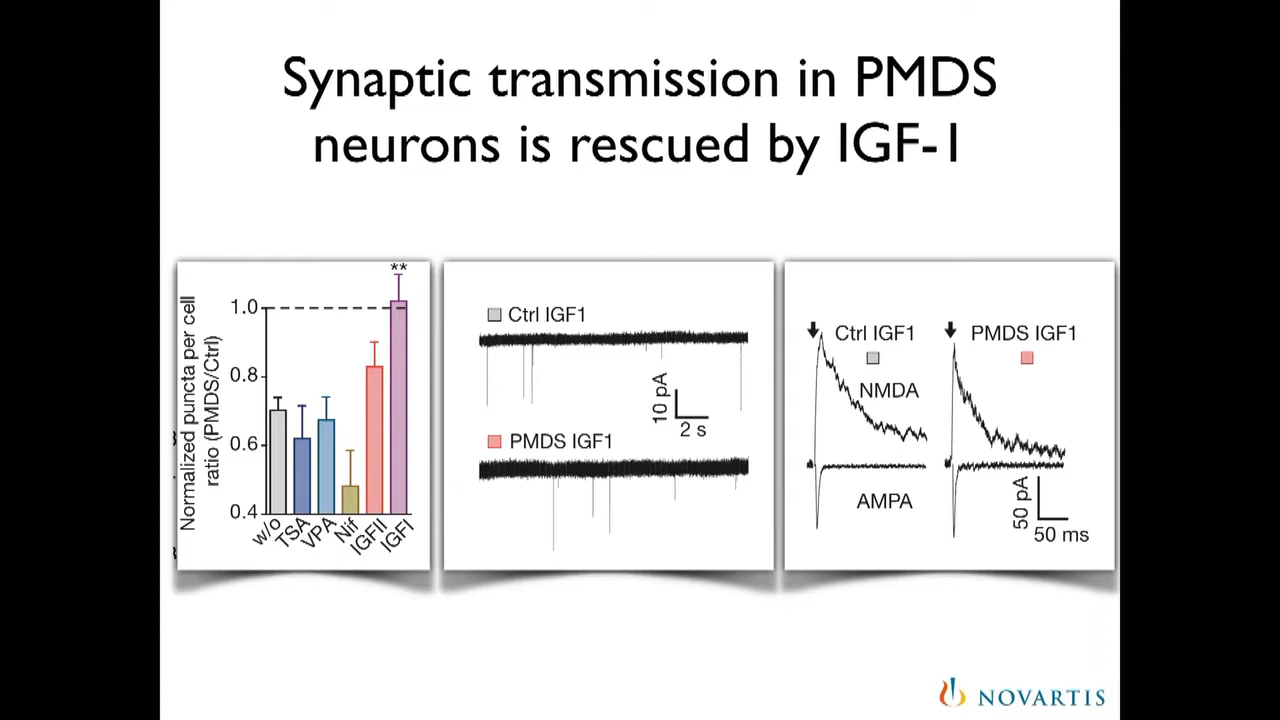 Synaptic transmission in PMDS
neurons is rescued by IGF-1
Normalized puncta per cell
ratio (PMDS/Ctrl)
1.0
0.8
0.6
0.4
**
w/o
TSA
VPA
Nif
IGFII
IGFI
Ctrl IGF1
10 pA
2 s
PMDS IGF1
Ctrl IGF1
PMDS IGF1
NMDA
AMPA
50 pA
50 ms
NOVARTIS